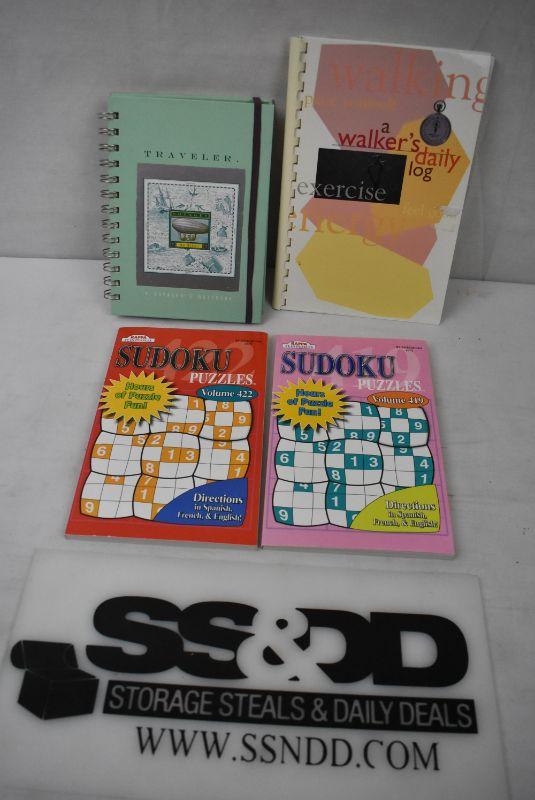 TRAVELER.
VOYAGER
walking
a
walker's daily
log
exercise
energy
SUDOKU
PUZZLES
Volume 422
Hours
of Puzzle
Fun!
Directions
in Spanish,
French, & English!
SUDOKU
PUZZLES
Volume 419
Hours
of Puzzle
Fun!
Directions
in Spanish,
French, & English!
SS&DD
STORAGE STEALS & DAILY DEALS
WWW.SSNDD.COM